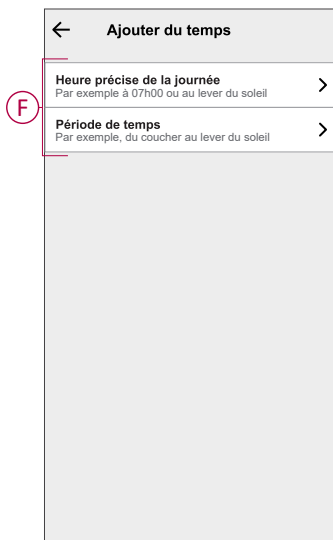 Ajouter du temps
Heure précise de la journée
Par exemple à 07h00 ou au lever du soleil
F
Période de temps
Par exemple, du coucher au lever du soleil